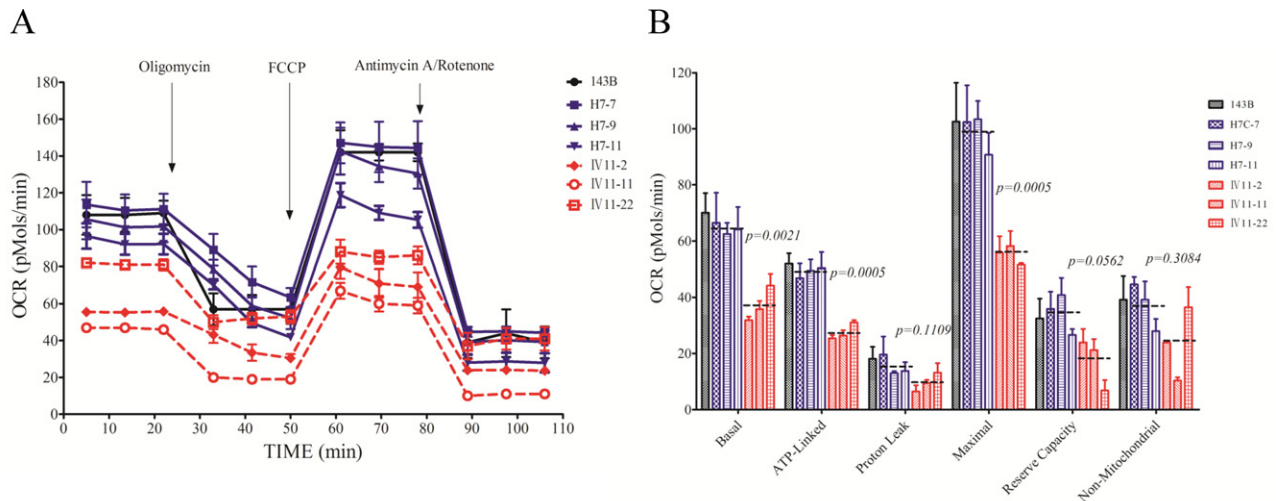 A
Oligomycin
FCCP
Antimycin A/Rotenone
180
160
140
120
100
80
60
40
20
0
OCR (pMols/min)
0 10 20 30 40 50 60 70 80 90 100 110
TIME (min)
143B
H7-7
H7-9
H7-11
Ⅳ11-2
Ⅳ11-11
Ⅳ11-22
B
120
100
80
60
40
20
0
OCR (pMols/min)
p=0.0021
p=0.0005
p=0.1109
p=0.0005
p=0.0562
p=0.3084
Basal
ATP-Linked
Proton Leak
Maximal
Reserve Capacity
Non-Mitochondrial
143B
H7C-7
H7-9
H7-11
Ⅳ11-2
Ⅳ11-11
Ⅳ11-22